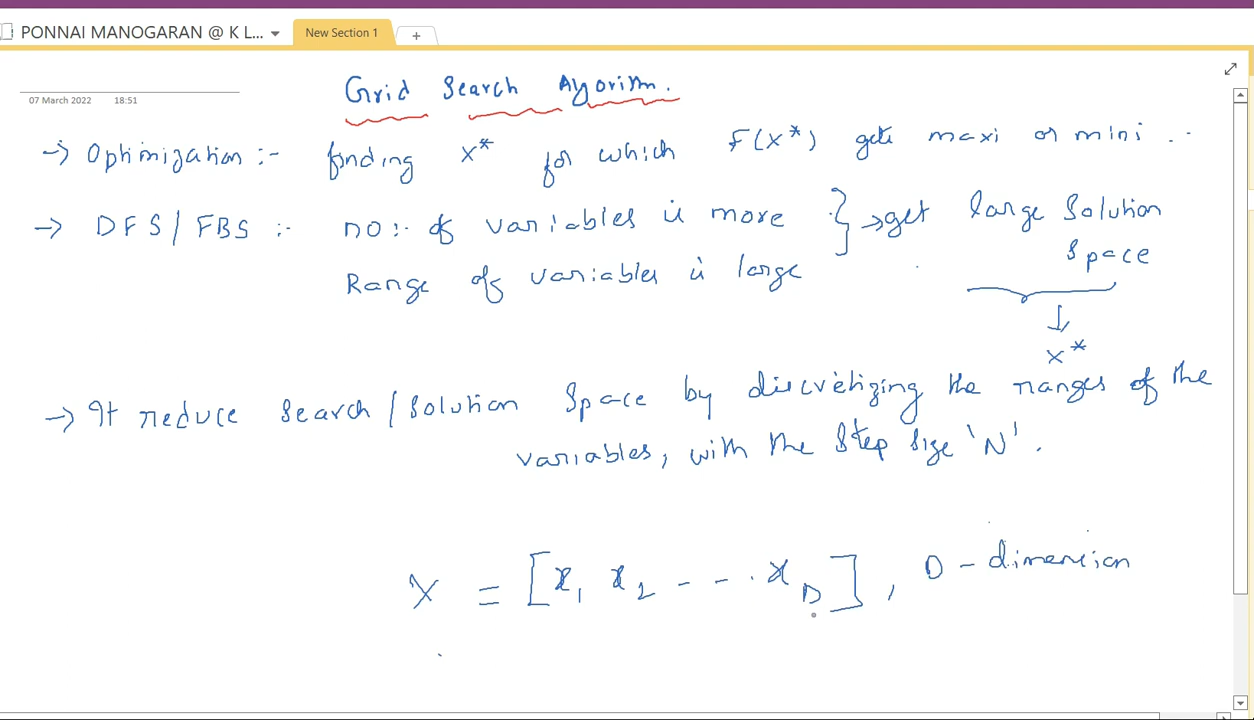 PONNAI MANOGARAN @ K L...
New Section 1
+
07 March 2022 18:51
Grid Search Algorithm.
→ Optimization :- finding X* for which F(X*) gets maxi or mini .
→ DFS / FBS :- no :- of variables is more } → get large Solution Space
Range of variables is large
↓
X*
→ It reduce Search / Solution Space by discretizing the ranges of the
variables, with the Step size 'N' .
X = [x₁ x₂ - - . x_D] , D - dimension